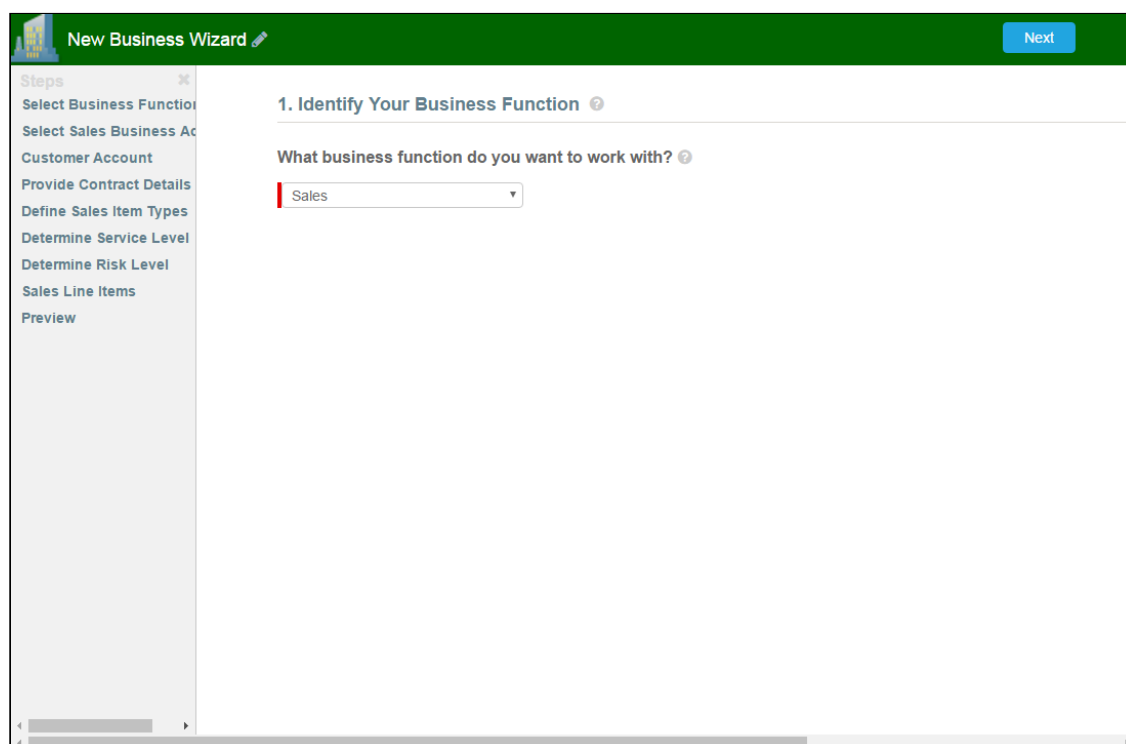 New Business Wizard
Next
Steps
Select Business Function
Select Sales Business Ac
Customer Account
Provide Contract Details
Define Sales Item Types
Determine Service Level
Determine Risk Level
Sales Line Items
Preview
1. Identify Your Business Function
What business function do you want to work with?
Sales